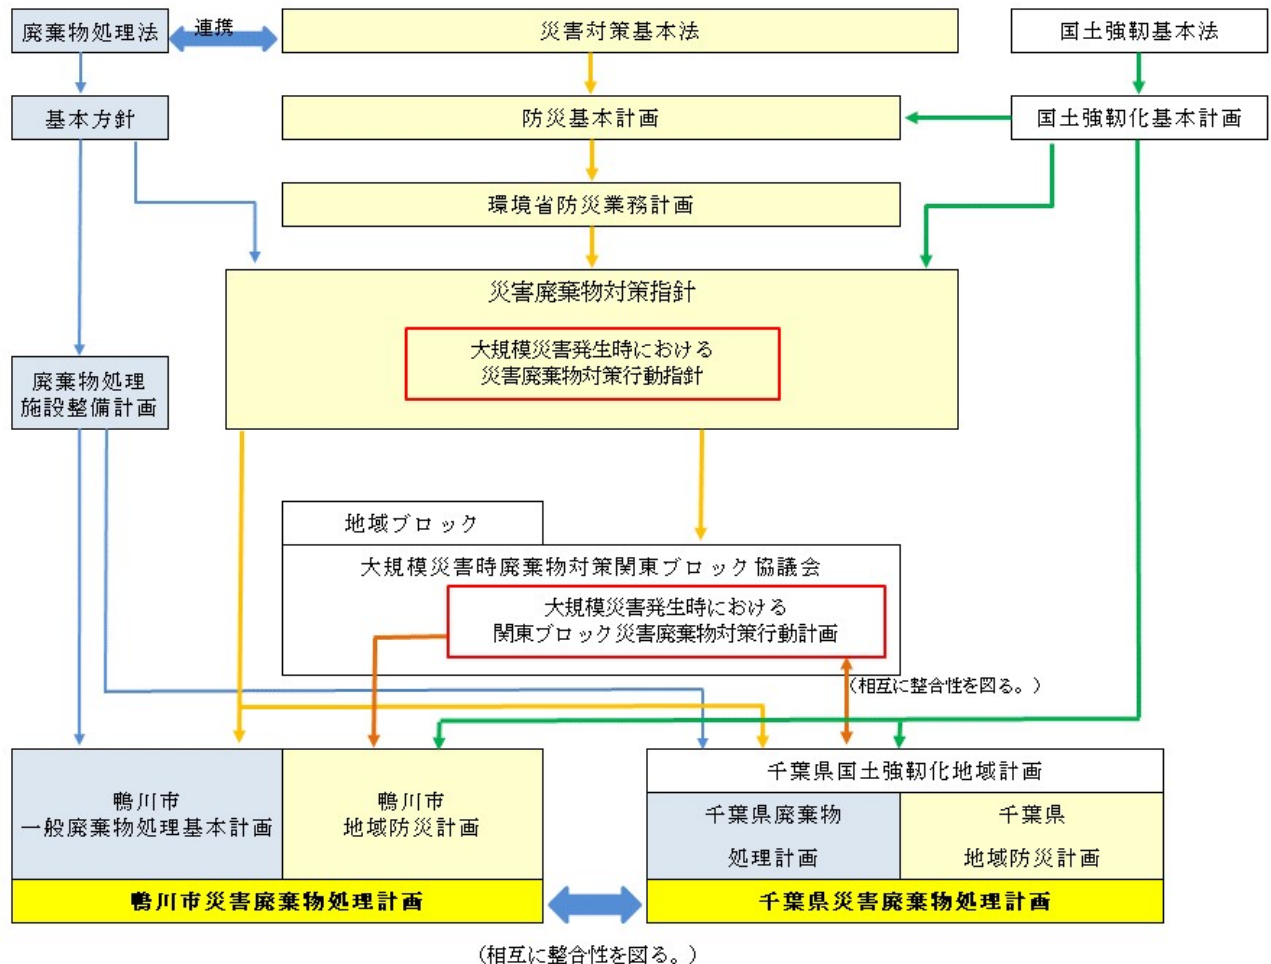 廃棄物処理法
連携
災害対策基本法
国土強靭基本法
基本方針
防災基本計画
国土強靭化基本計画
環境省防災業務計画
災害廃棄物対策指針
大規模災害発生時における
災害廃棄物対策行動指針
廃棄物処理
施設整備計画
地域ブロック
大規模災害時廃棄物対策関東ブロック協議会
大規模災害発生時における
関東ブロック災害廃棄物対策行動計画
（相互に整合性を図る。）
鴨川市
一般廃棄物処理基本計画
鴨川市
地域防災計画
千葉県国土強靭化地域計画
千葉県廃棄物
処理計画
千葉県
地域防災計画
鴨川市災害廃棄物処理計画
千葉県災害廃棄物処理計画
（相互に整合性を図る。）